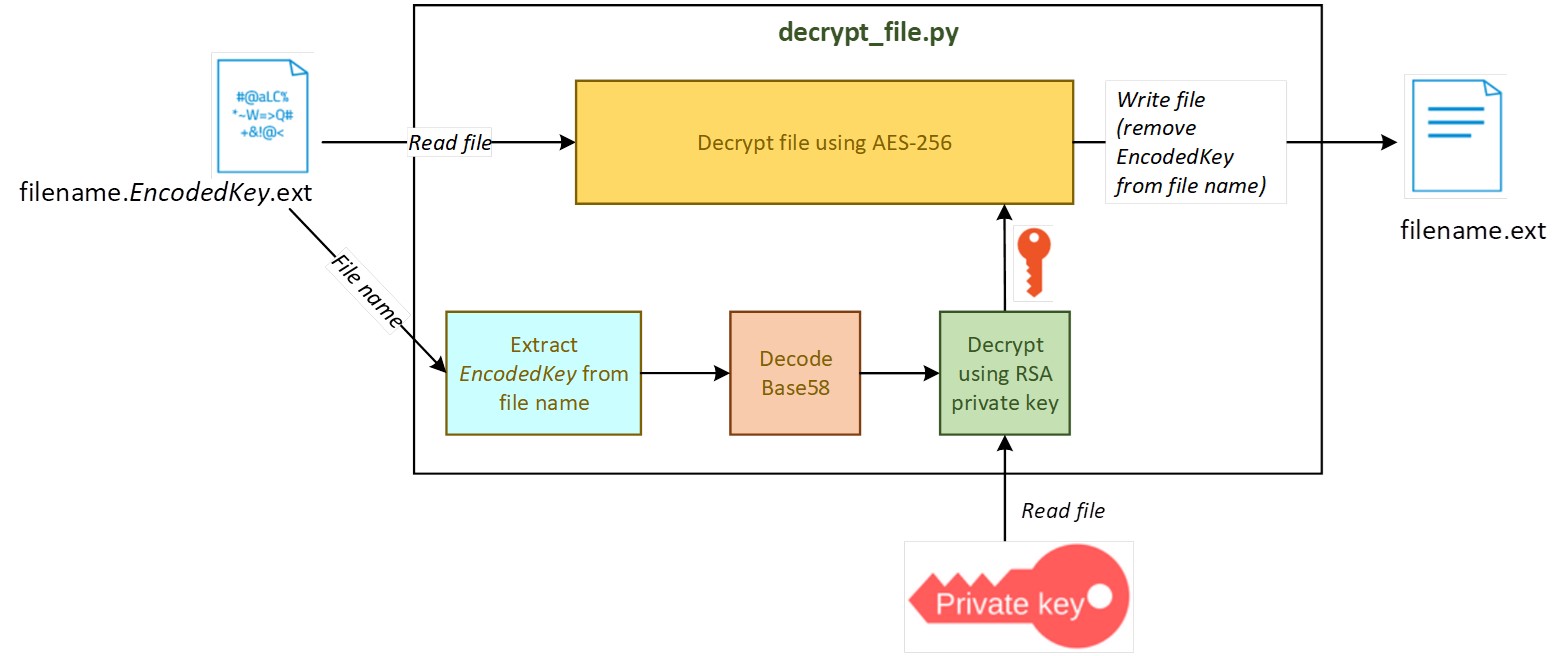 decrypt_file.py
#@aLC%
*~W=>Q#
+&!@<
filename.EncodedKey.ext
Read file
Decrypt file using AES-256
Write file
(remove
EncodedKey
from file name)
filename.ext
File name
Extract
EncodedKey from
file name
Decode
Base58
Decrypt
using RSA
private key
Read file
Private key